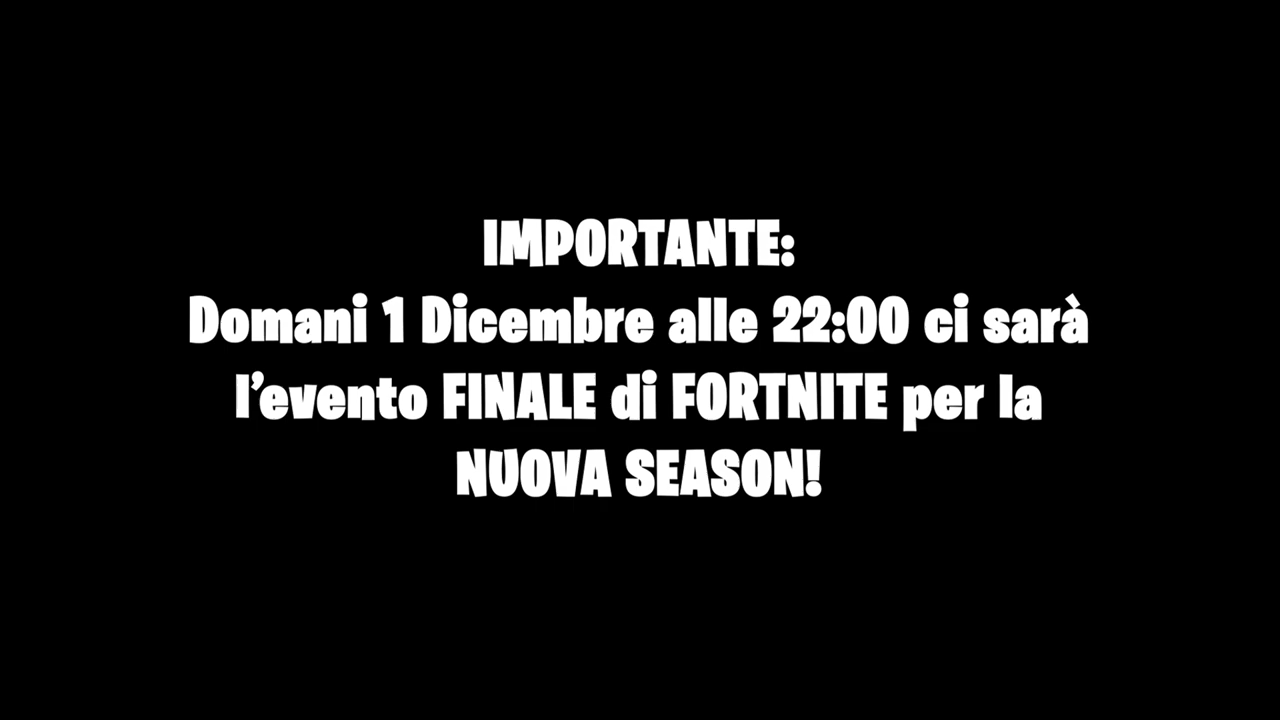 IMPORTANTE:
Domani 1 Dicembre alle 22:00 ci sarà
l’evento FINALE di FORTNITE per la
NUOVA SEASON!